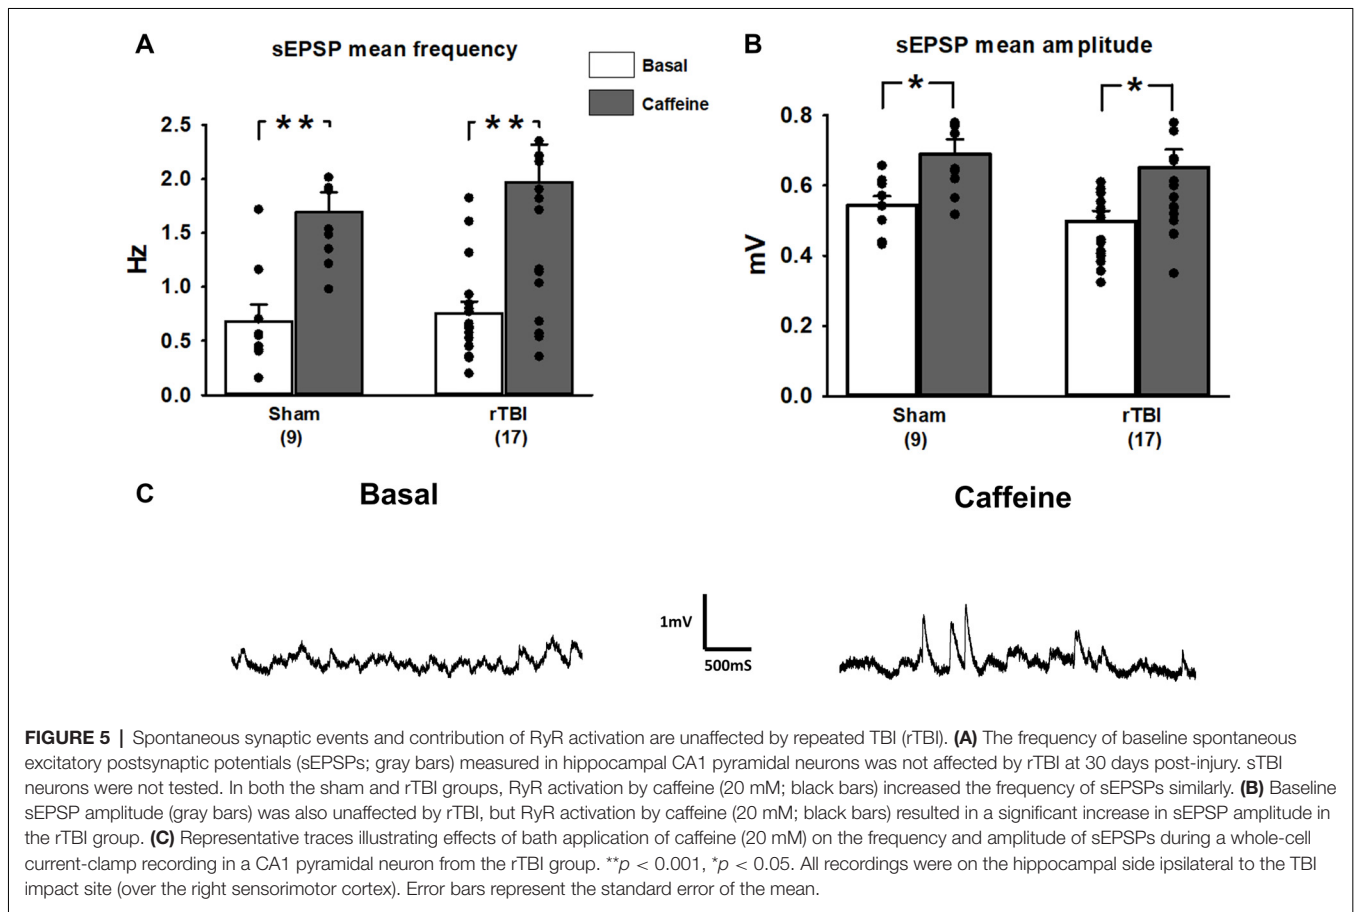 A
sEPSP mean frequency
Basal
Caffeine
**
**
2.5
2.0
1.5
1.0
0.5
0.0
Hz
Sham
(9)
rTBI
(17)
B
sEPSP mean amplitude
*
*
0.8
0.6
0.4
0.2
0.0
mV
Sham
(9)
rTBI
(17)
C
Basal
Caffeine
1mV
500mS
FIGURE 5 | Spontaneous synaptic events and contribution of RyR activation are unaffected by repeated TBI (rTBI). (A) The frequency of baseline spontaneous
excitatory postsynaptic potentials (sEPSPs; gray bars) measured in hippocampal CA1 pyramidal neurons was not affected by rTBI at 30 days post-injury. sTBI
neurons were not tested. In both the sham and rTBI groups, RyR activation by caffeine (20 mM; black bars) increased the frequency of sEPSPs similarly. (B) Baseline
sEPSP amplitude (gray bars) was also unaffected by rTBI, but RyR activation by caffeine (20 mM; black bars) resulted in a significant increase in sEPSP amplitude in
the rTBI group. (C) Representative traces illustrating effects of bath application of caffeine (20 mM) on the frequency and amplitude of sEPSPs during a whole-cell
current-clamp recording in a CA1 pyramidal neuron from the rTBI group. **p < 0.001, *p < 0.05. All recordings were on the hippocampal side ipsilateral to the TBI
impact site (over the right sensorimotor cortex). Error bars represent the standard error of the mean.